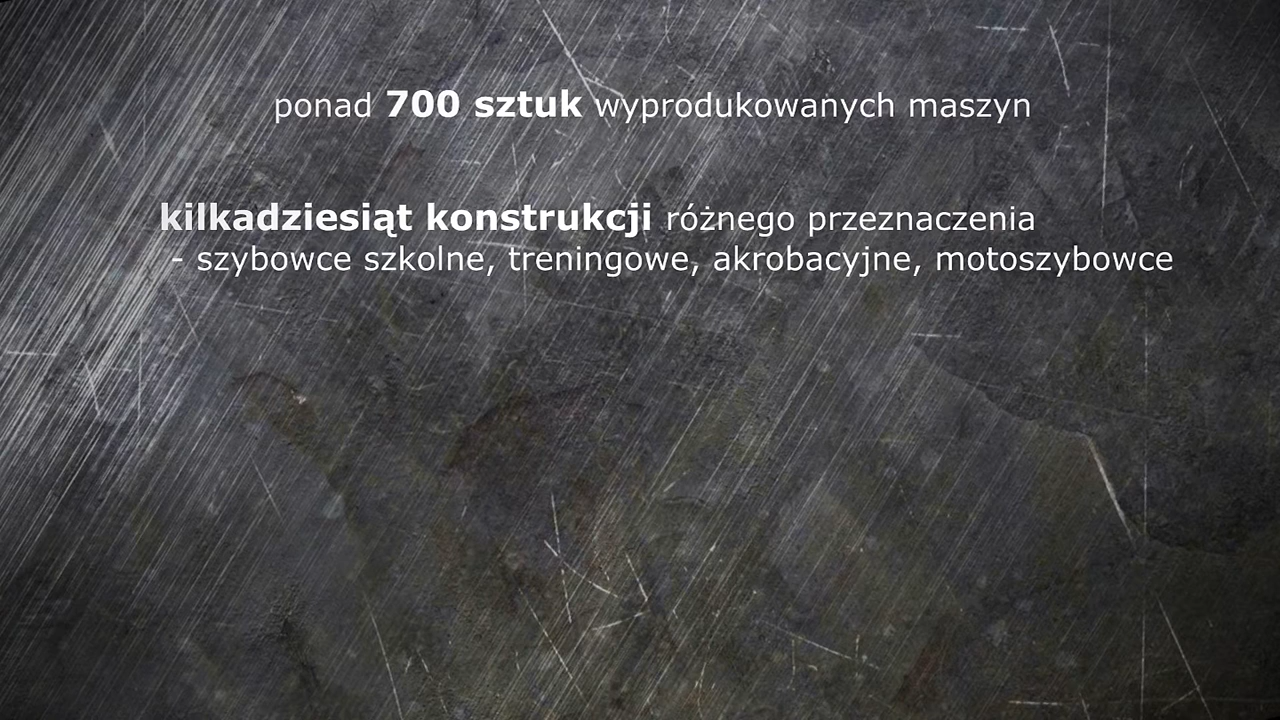 ponad 700 sztuk wyprodukowanych maszyn
kilkadziesiąt konstrukcji różnego przeznaczenia
- szybowce szkolne, treningowe, akrobacyjne, motoszybowce